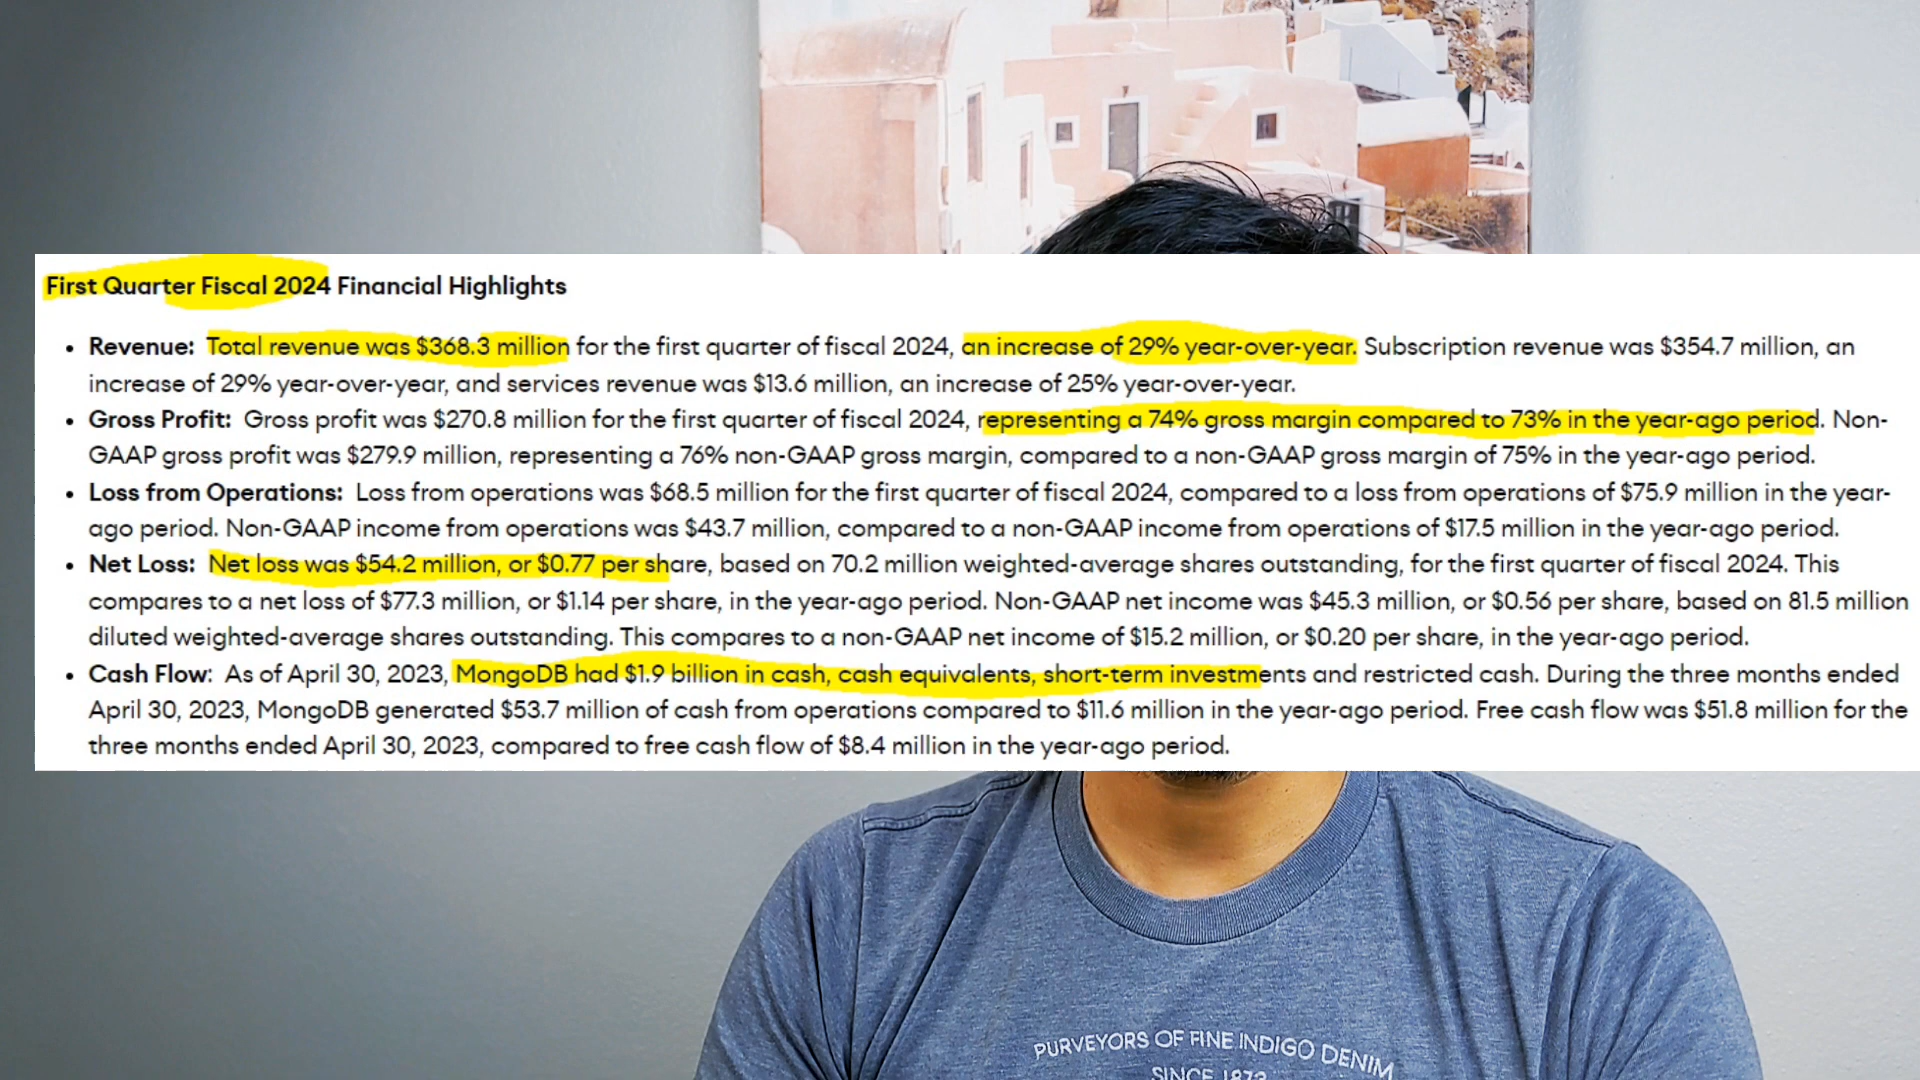 First Quarter Fiscal 2024 Financial Highlights
• Revenue: Total revenue was $368.3 million for the first quarter of fiscal 2024, an increase of 29% year-over-year. Subscription revenue was $354.7 million, an
increase of 29% year-over-year, and services revenue was $13.6 million, an increase of 25% year-over-year.
• Gross Profit: Gross profit was $270.8 million for the first quarter of fiscal 2024, representing a 74% gross margin compared to 73% in the year-ago period. Non-
GAAP gross profit was $279.9 million, representing a 76% non-GAAP gross margin, compared to a non-GAAP gross margin of 75% in the year-ago period.
• Loss from Operations: Loss from operations was $68.5 million for the first quarter of fiscal 2024, compared to a loss from operations of $75.9 million in the year-
ago period. Non-GAAP income from operations was $43.7 million, compared to a non-GAAP income from operations of $17.5 million in the year-ago period.
• Net Loss: Net loss was $54.2 million, or $0.77 per share, based on 70.2 million weighted-average shares outstanding, for the first quarter of fiscal 2024. This
compares to a net loss of $77.3 million, or $1.14 per share, in the year-ago period. Non-GAAP net income was $45.3 million, or $0.56 per share, based on 81.5 million
diluted weighted-average shares outstanding. This compares to a non-GAAP net income of $15.2 million, or $0.20 per share, in the year-ago period.
• Cash Flow: As of April 30, 2023, MongoDB had $1.9 billion in cash, cash equivalents, short-term investments and restricted cash. During the three months ended
April 30, 2023, MongoDB generated $53.7 million of cash from operations compared to $11.6 million in the year-ago period. Free cash flow was $51.8 million for the
three months ended April 30, 2023, compared to free cash flow of $8.4 million in the year-ago period.
PURVEYORS OF FINE INDIGO DENIM
SINCE 1873